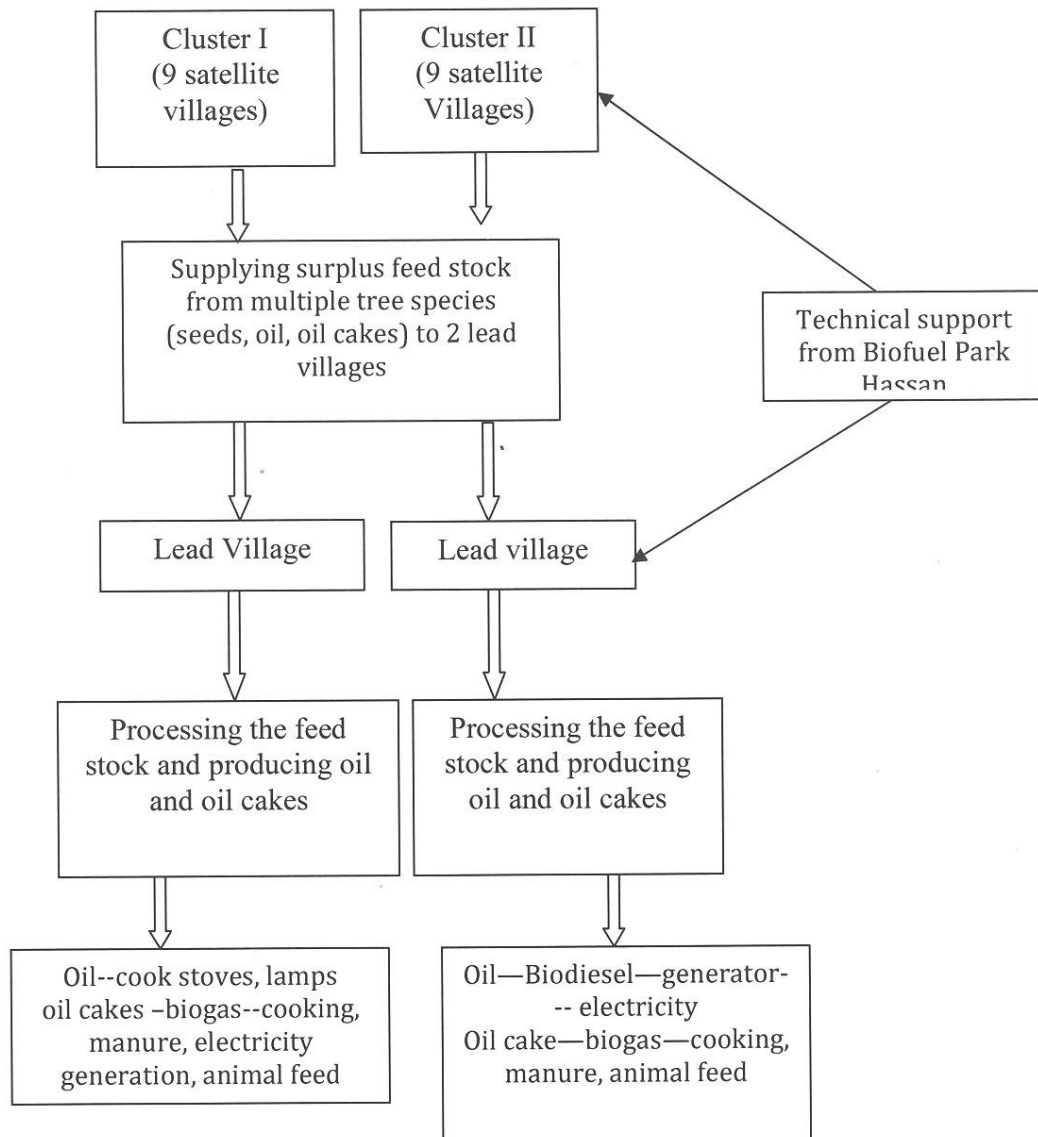 Cluster I
(9 satellite
villages)
Cluster II
(9 satellite
Villages)
Supplying surplus feed stock
from multiple tree species
(seeds, oil, oil cakes) to 2 lead
villages
Technical support
from Biofuel Park
Hassan
Lead Village
Lead village
Processing the feed
stock and producing oil
and oil cakes
Processing the feed
stock and producing
oil and oil cakes
Oil--cook stoves, lamps
oil cakes –biogas--cooking,
manure, electricity
generation, animal feed
Oil—Biodiesel—generator-
-- electricity
Oil cake—biogas—cooking,
manure, animal feed